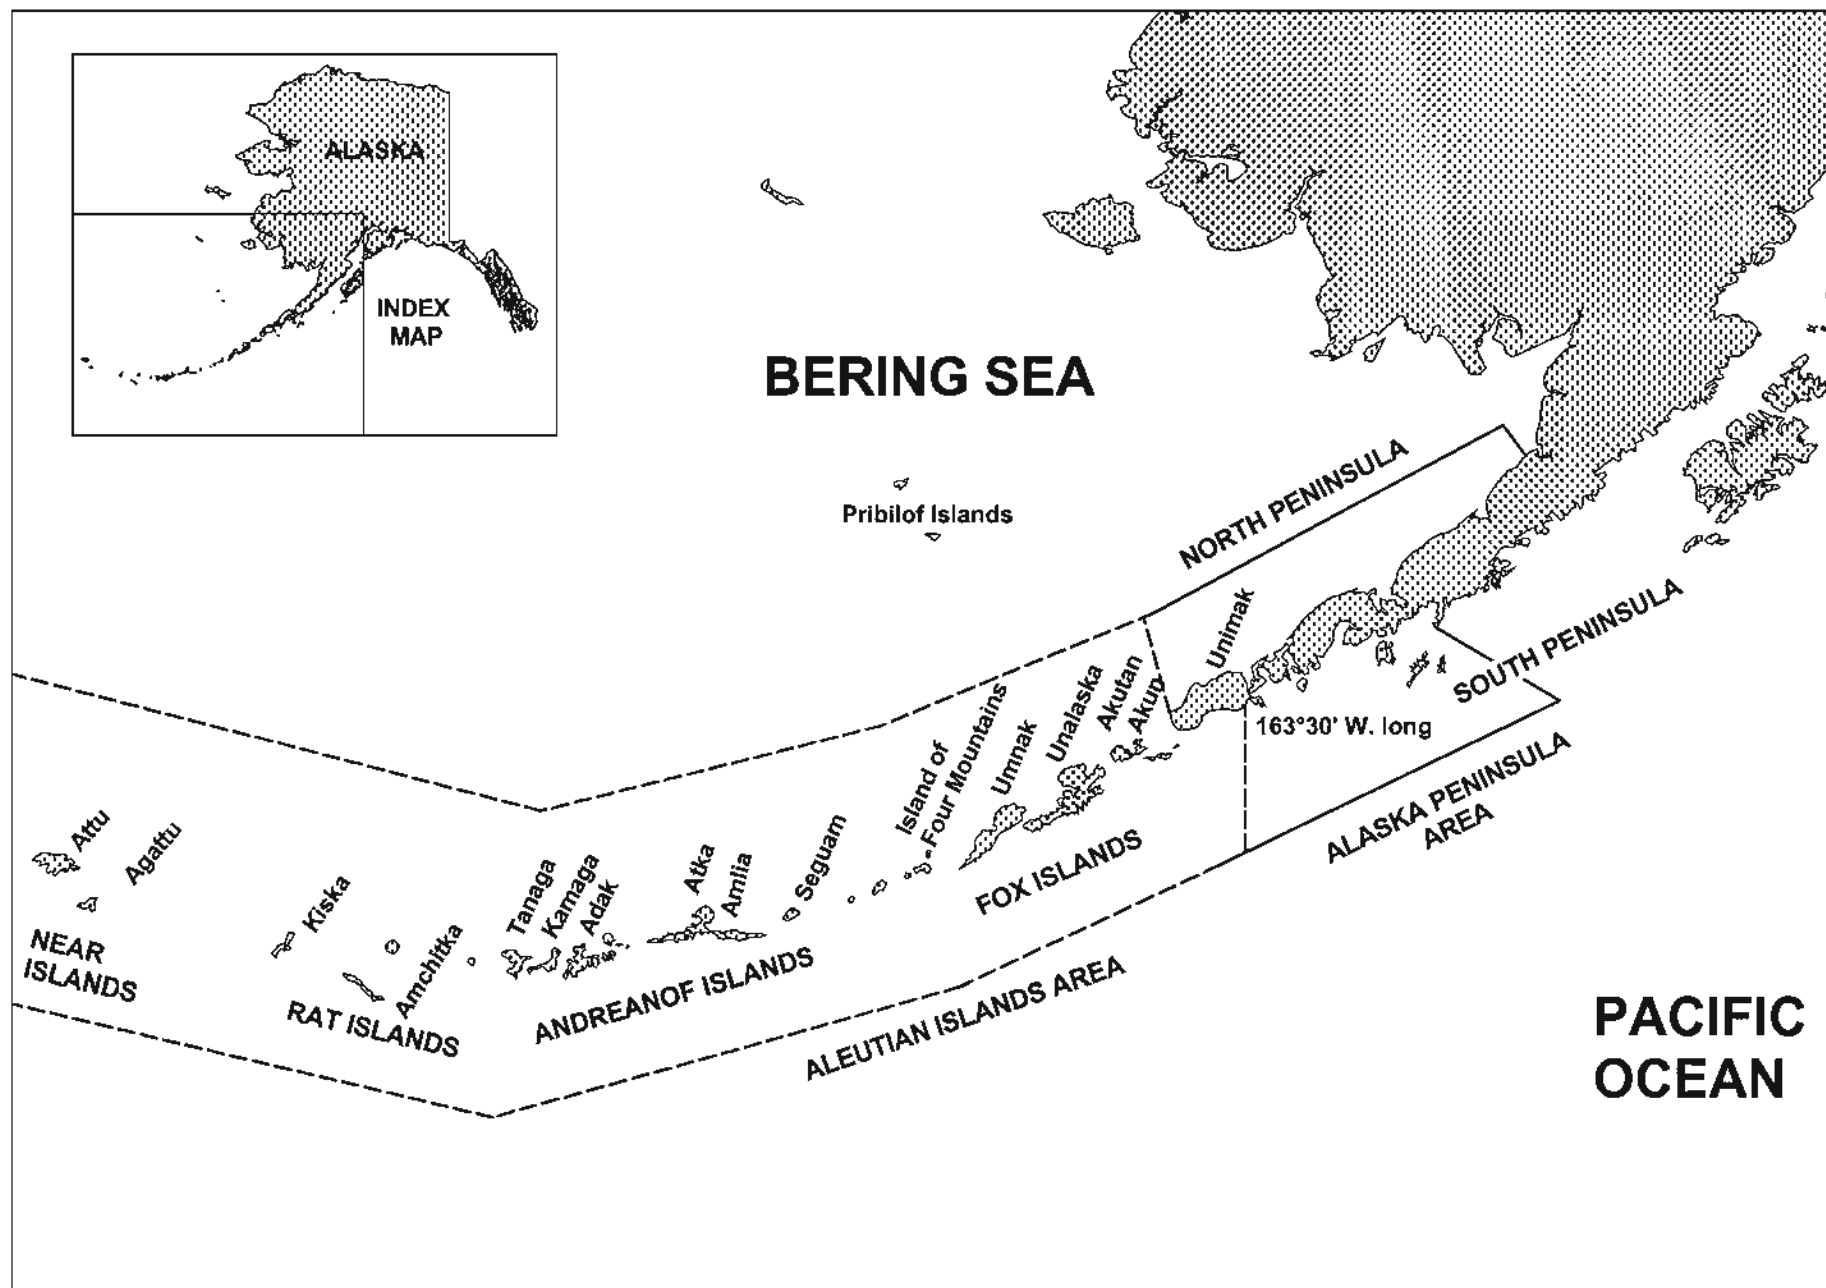 ALASKA
INDEX
MAP
BERING SEA
Pribilof Islands
NORTH PENINSULA
SOUTH PENINSULA
Unimak
163°30' W. long
ALASKA PENINSULA
AREA
Akun
Akutan
Unalaska
Umnak
Island of
Four Mountains
FOX ISLANDS
Seguam
Amlia
Atka
Adak
Kamaga
Tanaga
ANDREANOF ISLANDS
ALEUTIAN ISLANDS AREA
Amchitka
Kiska
RAT ISLANDS
Agattu
Attu
NEAR
ISLANDS
PACIFIC
OCEAN